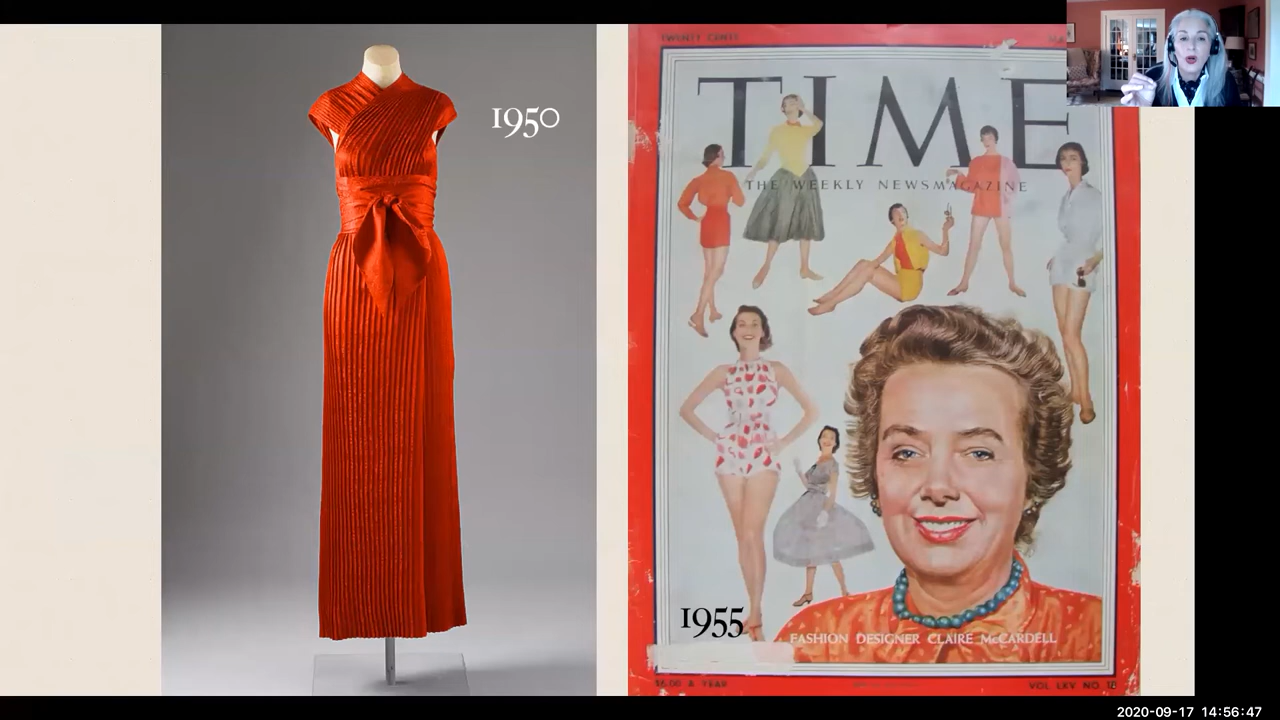 1950
TWENTY CENTS
TIME
THE WEEKLY NEWSMAGAZINE
1955
FASHION DESIGNER CLAIRE McCARDELL
$6.00 A YEAR
VOL. LXV NO. 18
2020-09-17 14:56:47